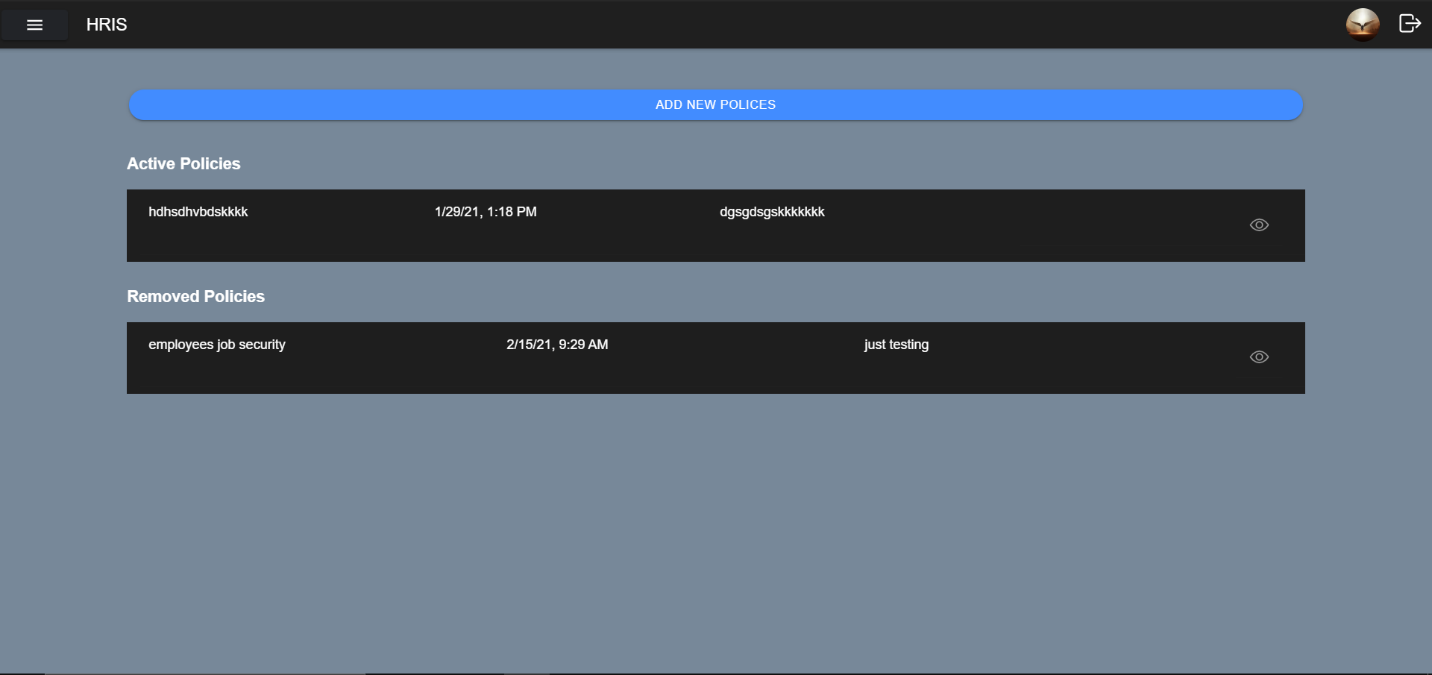 HRIS
ADD NEW POLICES
Active Policies
hdhsdhvbdskkkk 1/29/21, 1:18 PM dgsgdsgskkkkkkk
Removed Policies
employees job security 2/15/21, 9:29 AM just testing